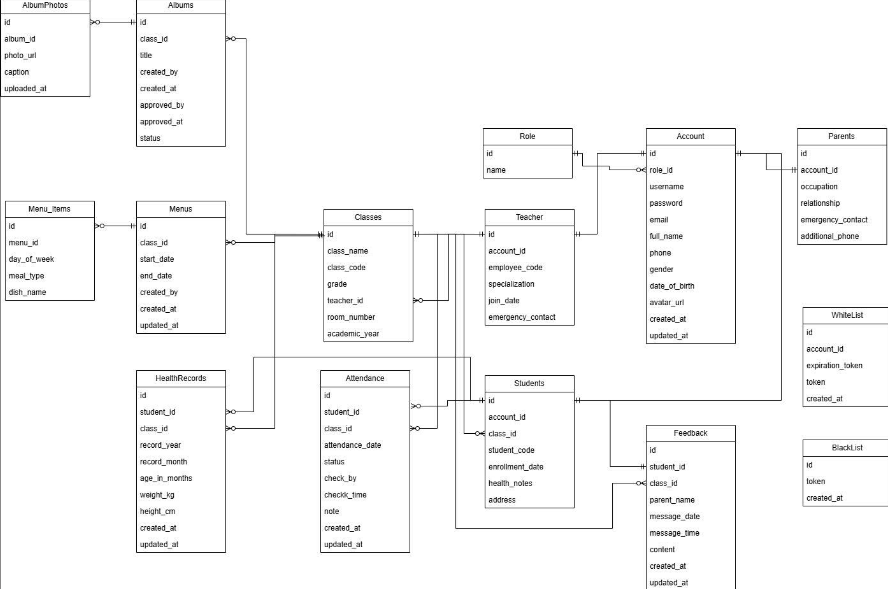 AlbumPhotos
id
album_id
photo_url
caption
uploaded_at
Albums
id
class_id
title
created_by
created_at
approved_by
approved_at
status
Role
id
name
Account
id
role_id
username
password
email
full_name
phone
gender
date_of_birth
avatar_url
created_at
updated_at
Parents
id
account_id
occupation
relationship
emergency_contact
additional_phone
Menu_Items
id
menu_id
day_of_week
meal_type
dish_name
Menus
id
class_id
start_date
end_date
created_by
created_at
updated_at
Classes
id
class_name
class_code
grade
teacher_id
room_number
academic_year
Teacher
id
account_id
employee_code
specialization
join_date
emergency_contact
WhiteList
id
account_id
expiration_token
token
created_at
HealthRecords
id
student_id
class_id
record_year
record_month
age_in_months
weight_kg
height_cm
created_at
updated_at
Attendance
id
student_id
class_id
attendance_date
status
check_by
checkk_time
note
created_at
updated_at
Students
id
account_id
class_id
student_code
enrollment_date
health_notes
address
Feedback
id
student_id
class_id
parent_name
message_date
message_time
content
created_at
updated_at
BlackList
id
token
created_at